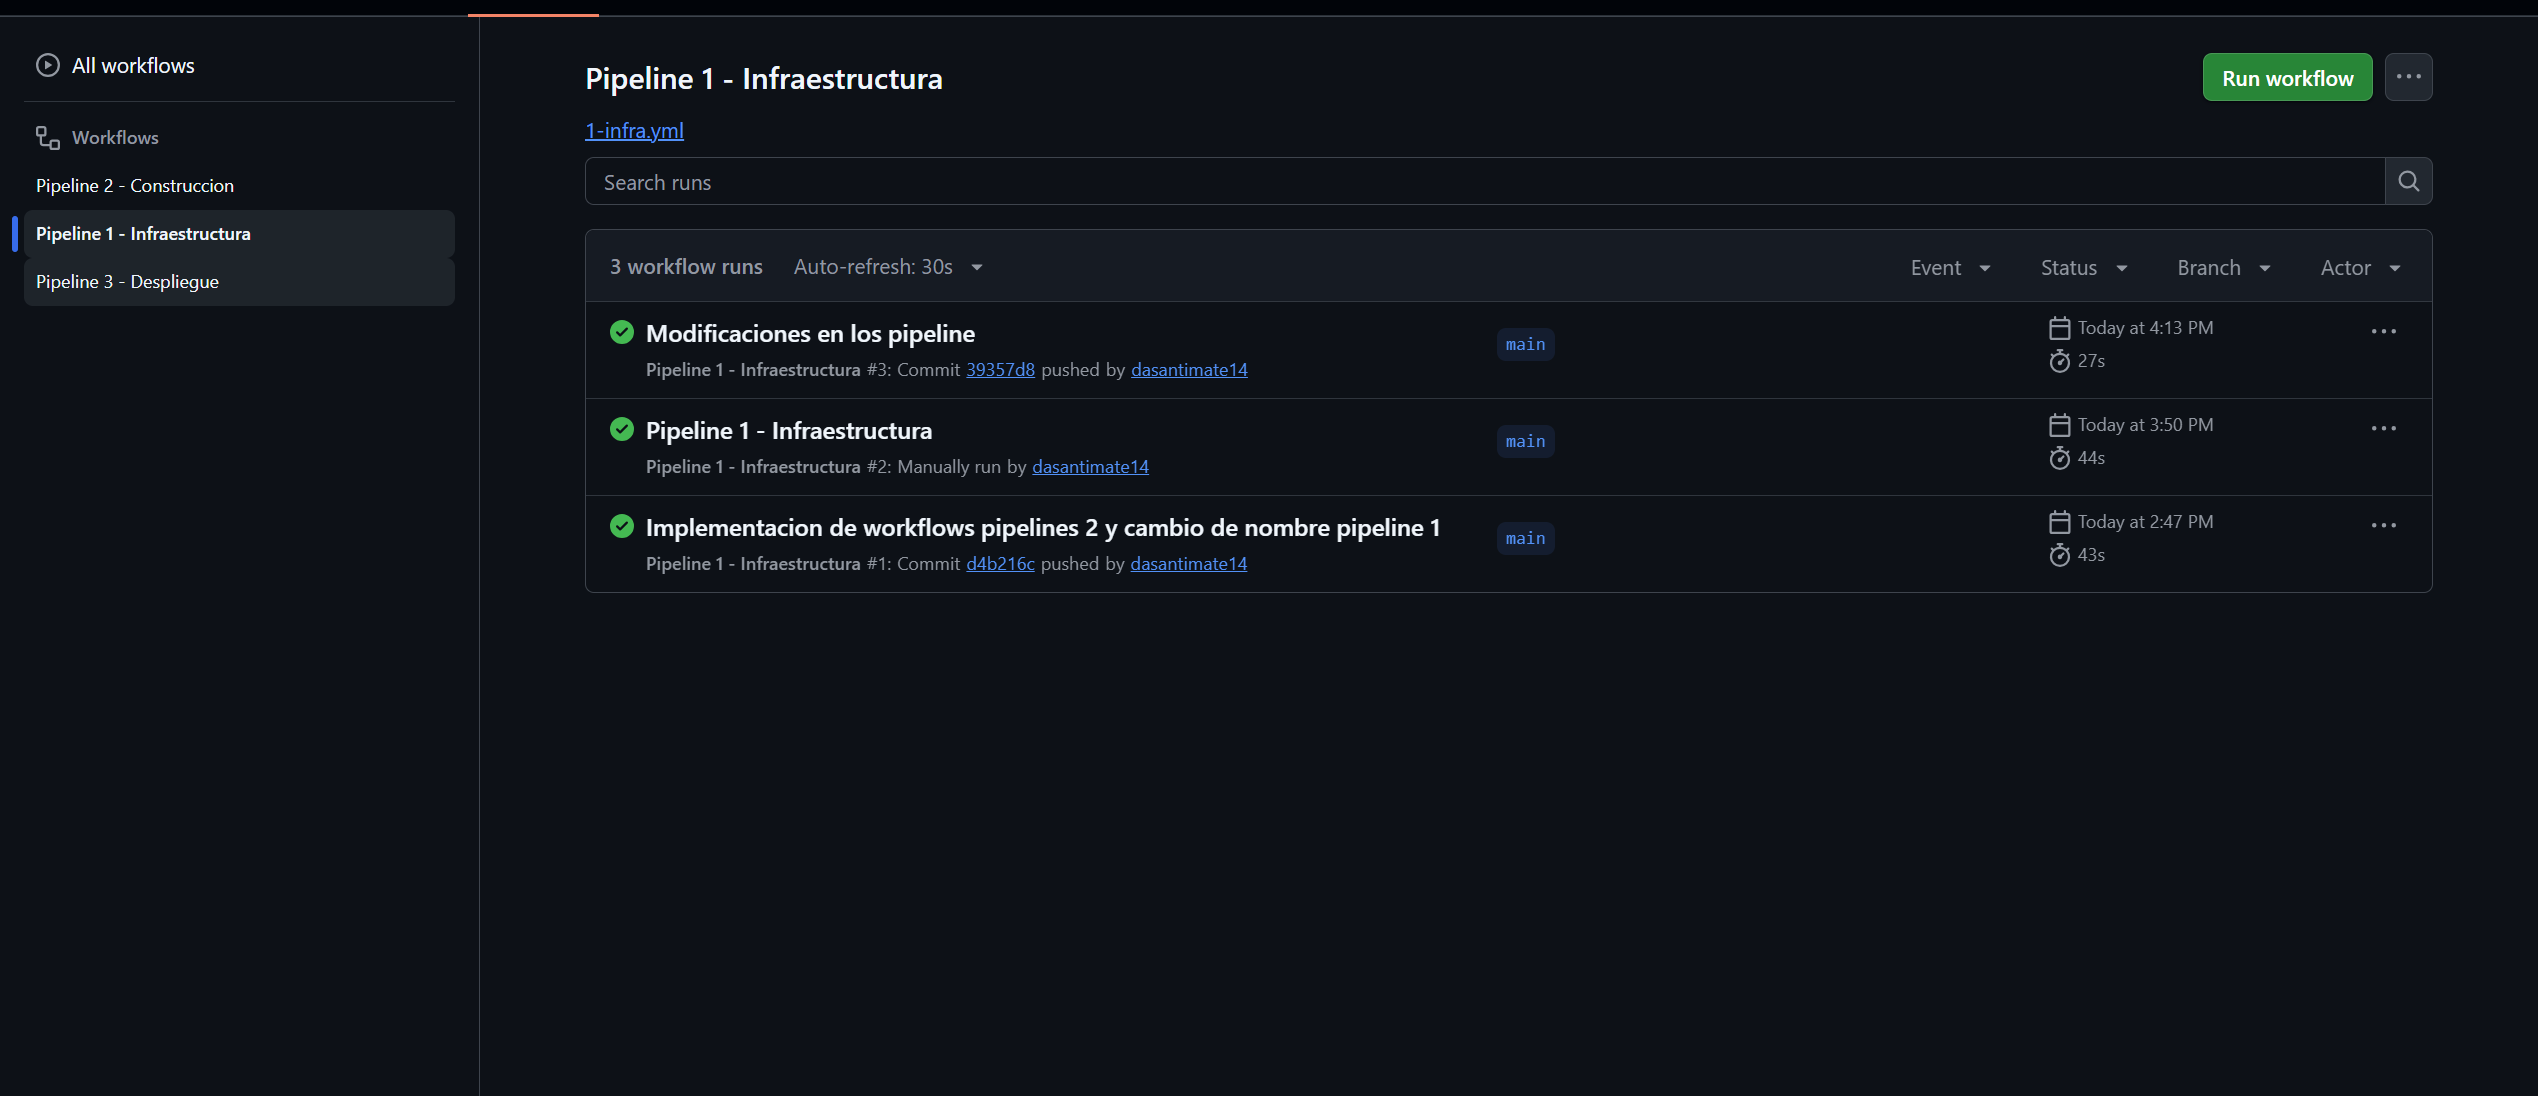 All workflows
Workflows
Pipeline 2 - Construccion
Pipeline 1 - Infraestructura
Pipeline 3 - Despliegue
Pipeline 1 - Infraestructura
Run workflow
1-infra.yml
Search runs
3 workflow runs Auto-refresh: 30s Event Status Branch Actor
Modificaciones en los pipeline
Pipeline 1 - Infraestructura #3: Commit 39357d8 pushed by dasantimate14
main
Today at 4:13 PM
27s
Pipeline 1 - Infraestructura
Pipeline 1 - Infraestructura #2: Manually run by dasantimate14
main
Today at 3:50 PM
44s
Implementacion de workflows pipelines 2 y cambio de nombre pipeline 1
Pipeline 1 - Infraestructura #1: Commit d4b216c pushed by dasantimate14
main
Today at 2:47 PM
43s